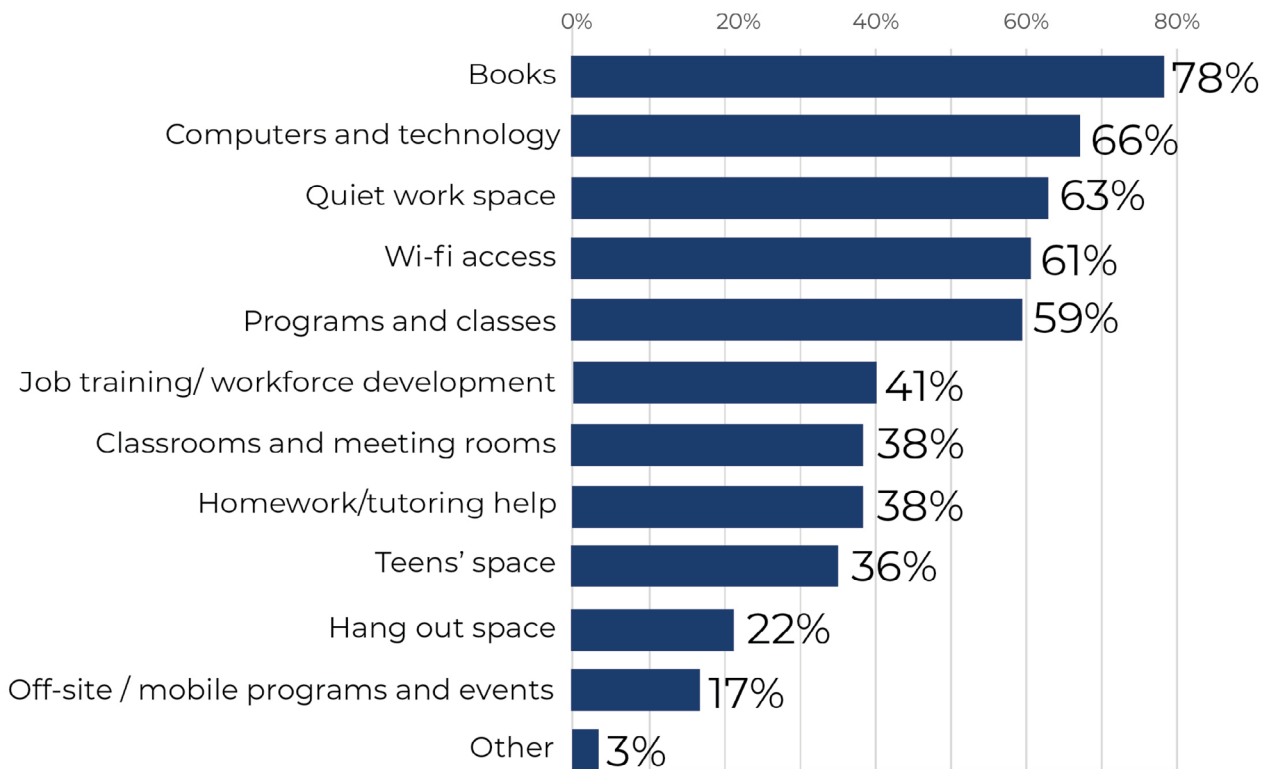 0% 20% 40% 60% 80%
Books 78%
Computers and technology 66%
Quiet work space 63%
Wi-fi access 61%
Programs and classes 59%
Job training/ workforce development 41%
Classrooms and meeting rooms 38%
Homework/tutoring help 38%
Teens’ space 36%
Hang out space 22%
Off-site / mobile programs and events 17%
Other 3%